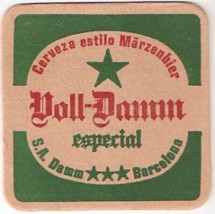 Cerveza estilo Märzenbier
Voll-Damm
especial
S.A. Damm ★★★ Barcelona